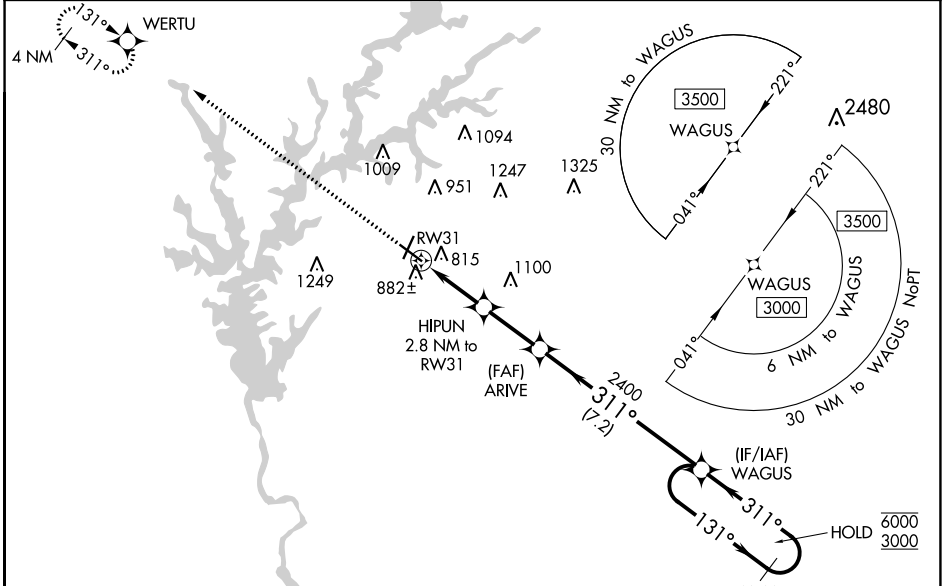 131°
WERTU
4 NM
311°
30 NM to WAGUS
221°
3500
WAGUS
041°
2480
1094
1009
951
1247
1325
221°
3500
WAGUS
3000
041°
6 NM to WAGUS
30 NM to WAGUS NoPT
RW31
815
882±
1249
1100
HIPUN
2.8 NM to
RW31
(FAF)
ARIVE
2400
311°
(7.2)
(IF/IAF)
WAGUS
131°
311°
HOLD
6000
3000